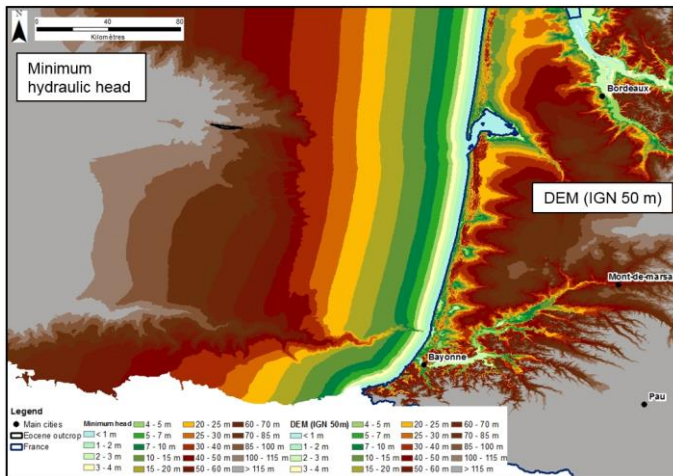 0 40 80
Kilomètres
Minimum
hydraulic head
Bordeaux
DEM (IGN 50 m)
Mont-de-marsa
Bayonne
Pau
Legend
Main cities
Eocene outcrop
France
Minimum head
< 1 m
1 - 2 m
2 - 3 m
3 - 4 m
4 - 5 m
5 - 7 m
7 - 10 m
10 - 15 m
15 - 20 m
20 - 25 m
25 - 30 m
30 - 40 m
40 - 50 m
50 - 60 m
60 - 70 m
70 - 85 m
85 - 100 m
100 - 115 m
> 115 m
DEM (IGN 50m)
< 1 m
1 - 2 m
2 - 3 m
3 - 4 m
4 - 5 m
5 - 7 m
7 - 10 m
10 - 15 m
15 - 20 m
20 - 25 m
25 - 30 m
30 - 40 m
40 - 50 m
50 - 60 m
60 - 70 m
70 - 85 m
85 - 100 m
100 - 115 m
> 115 m